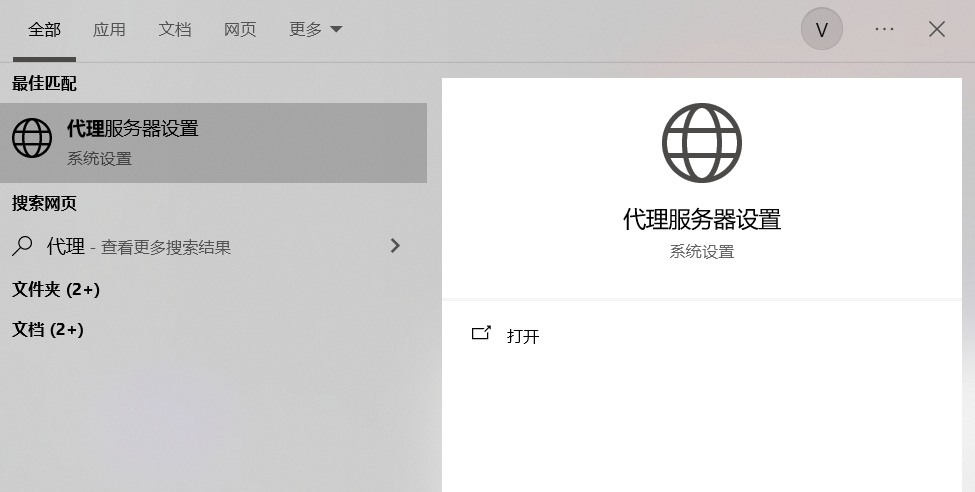 全部 应用 文档 网页 更多 V ...
最佳匹配
代理服务器设置
系统设置
搜索网页
代理 - 查看更多搜索结果
文件夹 (2+)
文档 (2+)
代理服务器设置
系统设置
打开